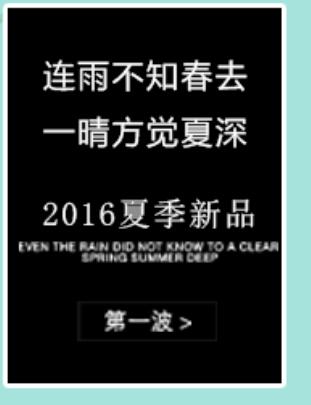 连雨不知春去
一晴方觉夏深
2016夏季新品
EVEN THE RAIN DID NOT KNOW TO A CLEAR
SPRING SUMMER DEEP
第一波 >